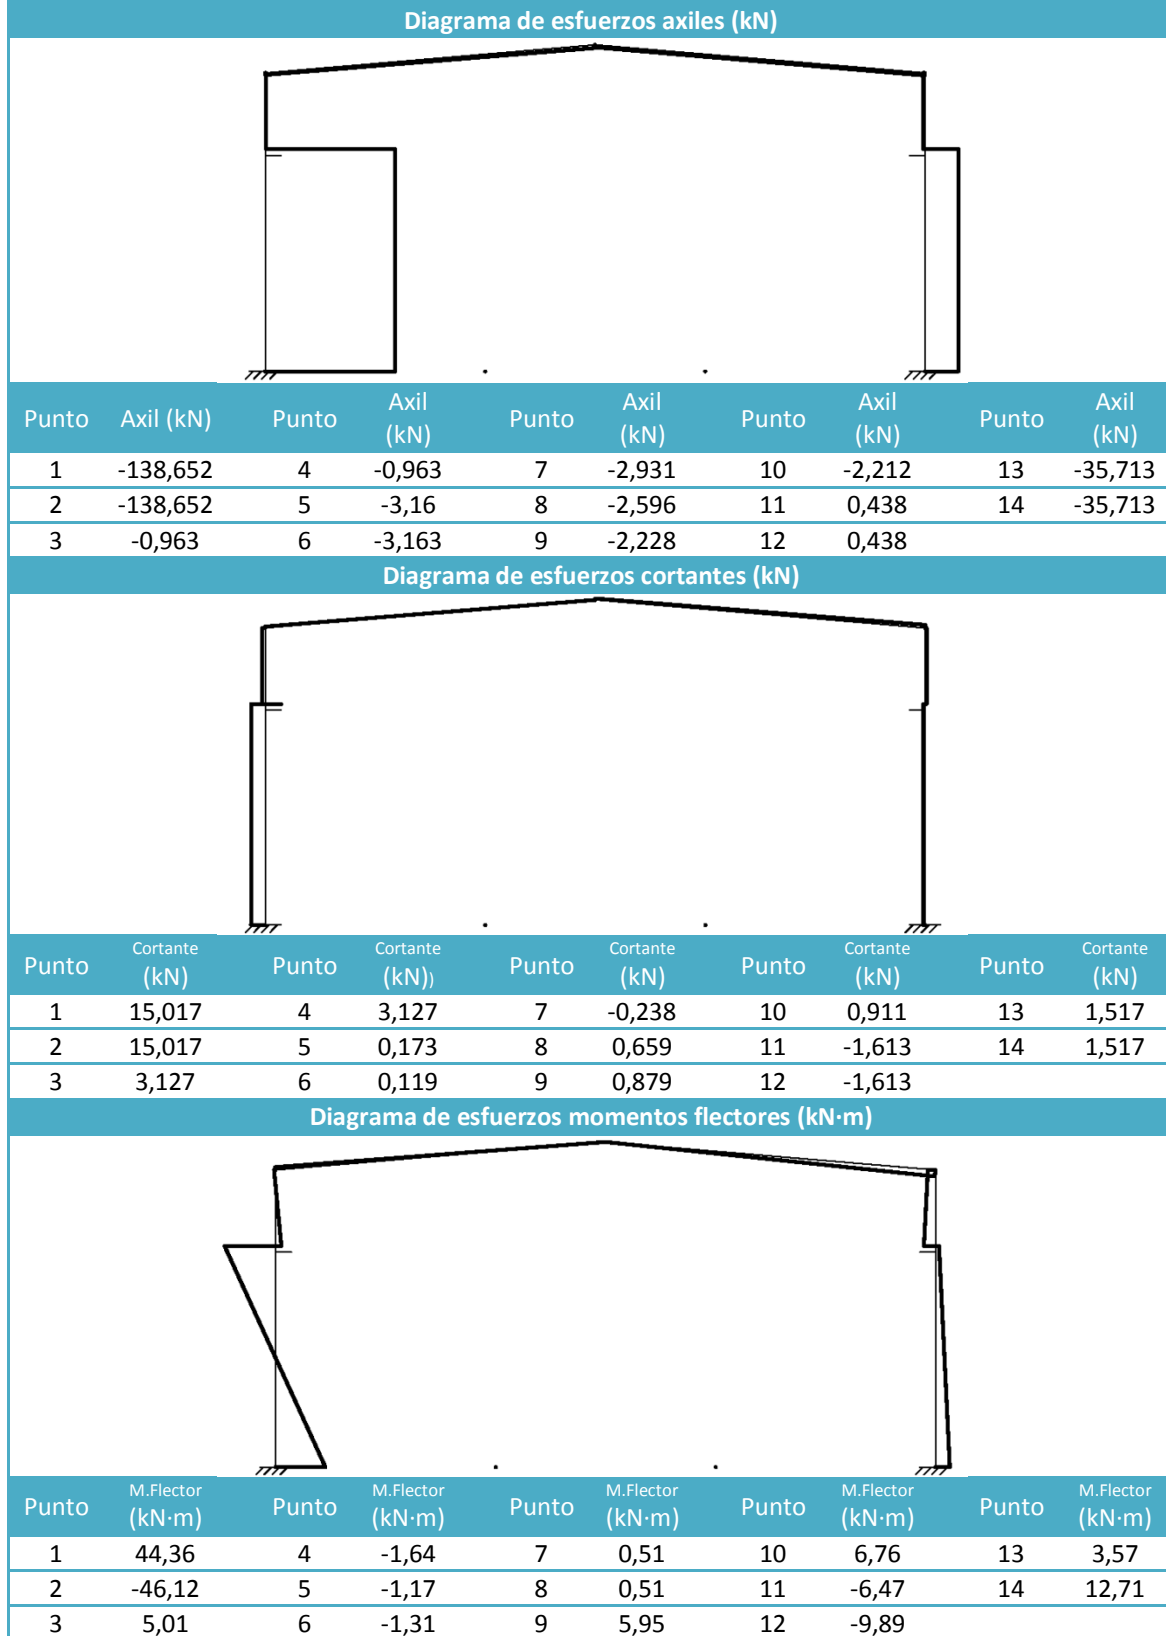 Diagrama de esfuerzos axiles (kN)
Punto Axil (kN) Punto Axil (kN) Punto Axil (kN) Punto Axil (kN) Punto Axil (kN)
1 -138,652 4 -0,963 7 -2,931 10 -2,212 13 -35,713
2 -138,652 5 -3,16 8 -2,596 11 0,438 14 -35,713
3 -0,963 6 -3,163 9 -2,228 12 0,438
Diagrama de esfuerzos cortantes (kN)
Punto Cortante (kN) Punto Cortante (kN)) Punto Cortante (kN) Punto Cortante (kN) Punto Cortante (kN)
1 15,017 4 3,127 7 -0,238 10 0,911 13 1,517
2 15,017 5 0,173 8 0,659 11 -1,613 14 1,517
3 3,127 6 0,119 9 0,879 12 -1,613
Diagrama de esfuerzos momentos flectores (kN·m)
Punto M.Flector (kN·m) Punto M.Flector (kN·m) Punto M.Flector (kN·m) Punto M.Flector (kN·m) Punto M.Flector (kN·m)
1 44,36 4 -1,64 7 0,51 10 6,76 13 3,57
2 -46,12 5 -1,17 8 0,51 11 -6,47 14 12,71
3 5,01 6 -1,31 9 5,95 12 -9,89